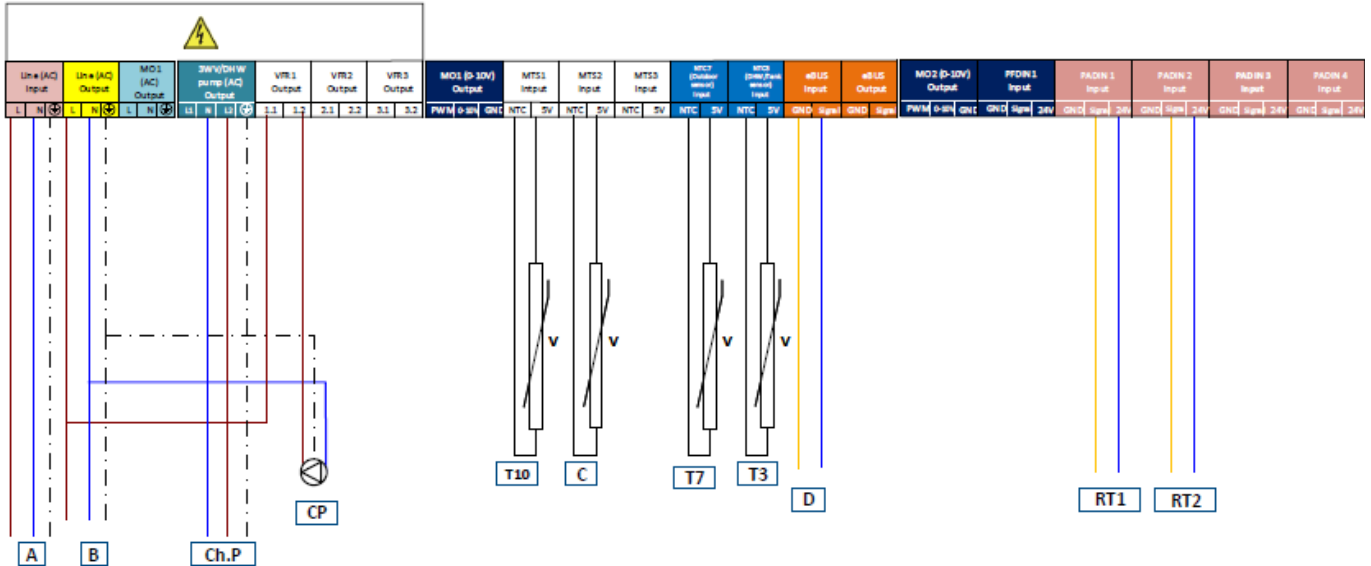 Line (AC)
Input
Line (AC)
Output
MO1
(AC)
Output
3WV/DHW
pump (AC)
Output
VFR1
Output
VFR2
Output
VFR3
Output
MO1 (0-10V)
Output
MTS1
Intput
MTS2
Input
MTS3
Input
NTC7
(Outdoor
sensor)
Input
NTC3
(DHW/Tank
sensor)
Input
eBUS
Input
eBUS
Output
MO2 (0-10V)
Output
PFDIN1
Input
PADIN 1
Input
PADIN 2
Input
PADIN 3
Input
PADIN 4
Input
L N L N L N L1 N L2 1.1 1.2 2.1 2.2 3.1 3.2 PWM 0-10V GND NTC 5V NTC 5V NTC 5V NTC 5V NTC 5V GND Signal GND Signal PWM 0-10V GND GND Signal 24V GND Signal 24V GND Signal 24V GND Signal 24V GND Signal 24V
V V V V
T10 C T7 T3 D RT1 RT2
CP
A B Ch.P